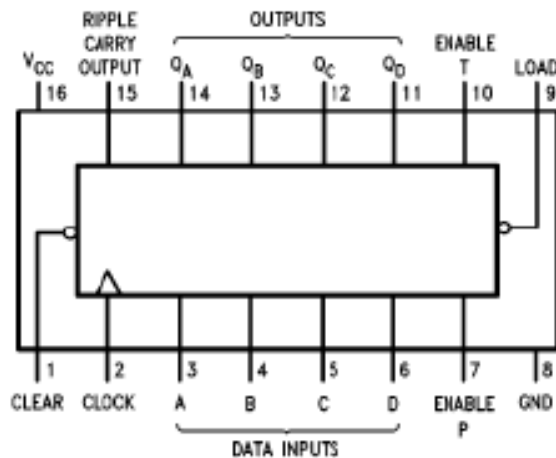 RIPPLE CARRY OUTPUT
OUTPUTS
ENABLE T
LOAD
VCC
QA
QB
QC
QD
16 15 14 13 12 11 10 9
1 2 3 4 5 6 7 8
CLEAR CLOCK A B C D ENABLE P GND
DATA INPUTS